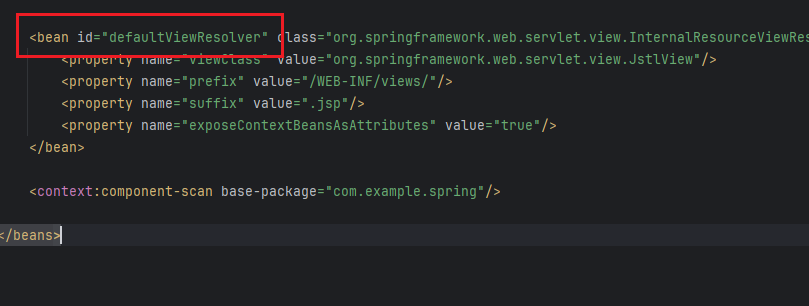 <bean id="defaultViewResolver" class="org.springframework.web.servlet.view.InternalResourceViewRes
<property name="viewClass" value="org.springframework.web.servlet.view.JstlView"/>
<property name="prefix" value="/WEB-INF/views/"/>
<property name="suffix" value=".jsp"/>
<property name="exposeContextBeansAsAttributes" value="true"/>
</bean>
<context:component-scan base-package="com.example.spring"/>
</beans>